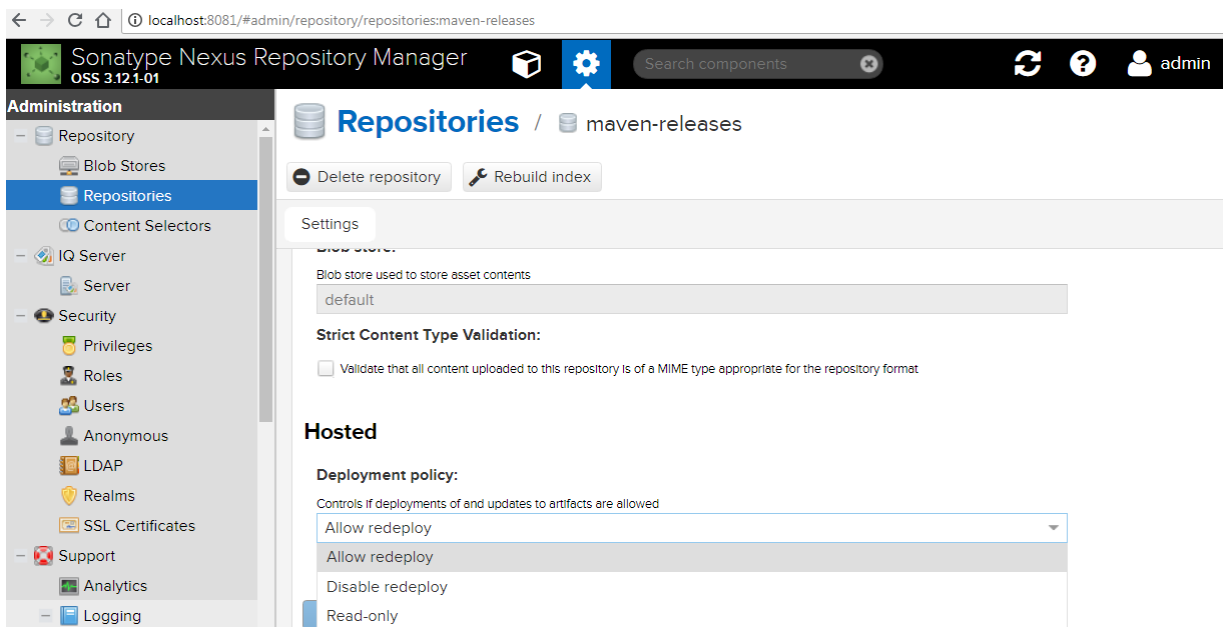 localhost:8081/#admin/repository/repositories:maven-releases
Sonatype Nexus Repository Manager
OSS 3.12.1-01
Search components
admin
Administration
Repository
Blob Stores
Repositories
Content Selectors
IQ Server
Server
Security
Privileges
Roles
Users
Anonymous
LDAP
Realms
SSL Certificates
Support
Analytics
Logging
Repositories / maven-releases
Delete repository
Rebuild index
Settings
Blob store:
Blob store used to store asset contents
default
Strict Content Type Validation:
Validate that all content uploaded to this repository is of a MIME type appropriate for the repository format
Hosted
Deployment policy:
Controls if deployments of and updates to artifacts are allowed
Allow redeploy
Allow redeploy
Disable redeploy
Read-only